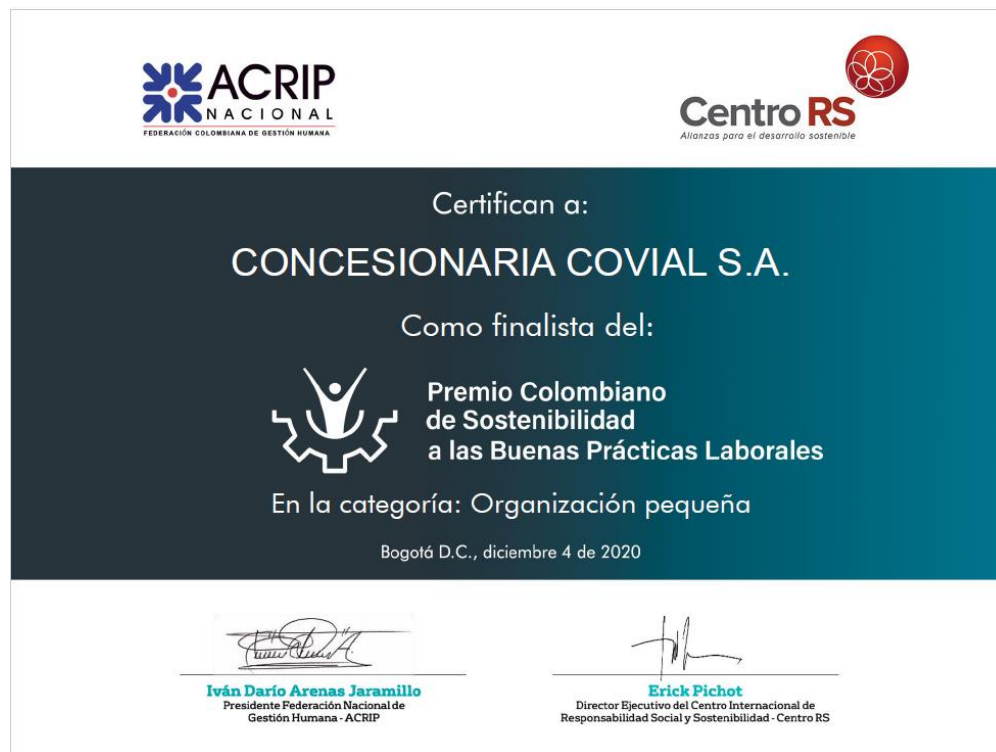 ACRIP
NACIONAL
FEDERACIÓN COLOMBIANA DE GESTIÓN HUMANA
Centro RS
Alianzas para el desarrollo sostenible
Certifican a:
CONCESIONARIA COVIAL S.A.
Como finalista del:
Premio Colombiano
de Sostenibilidad
a las Buenas Prácticas Laborales
En la categoría: Organización pequeña
Bogotá D.C., diciembre 4 de 2020
Iván Darío Arenas Jaramillo
Presidente Federación Nacional de
Gestión Humana - ACRIP
Erick Pichot
Director Ejecutivo del Centro Internacional de
Responsabilidad Social y Sostenibilidad - Centro RS